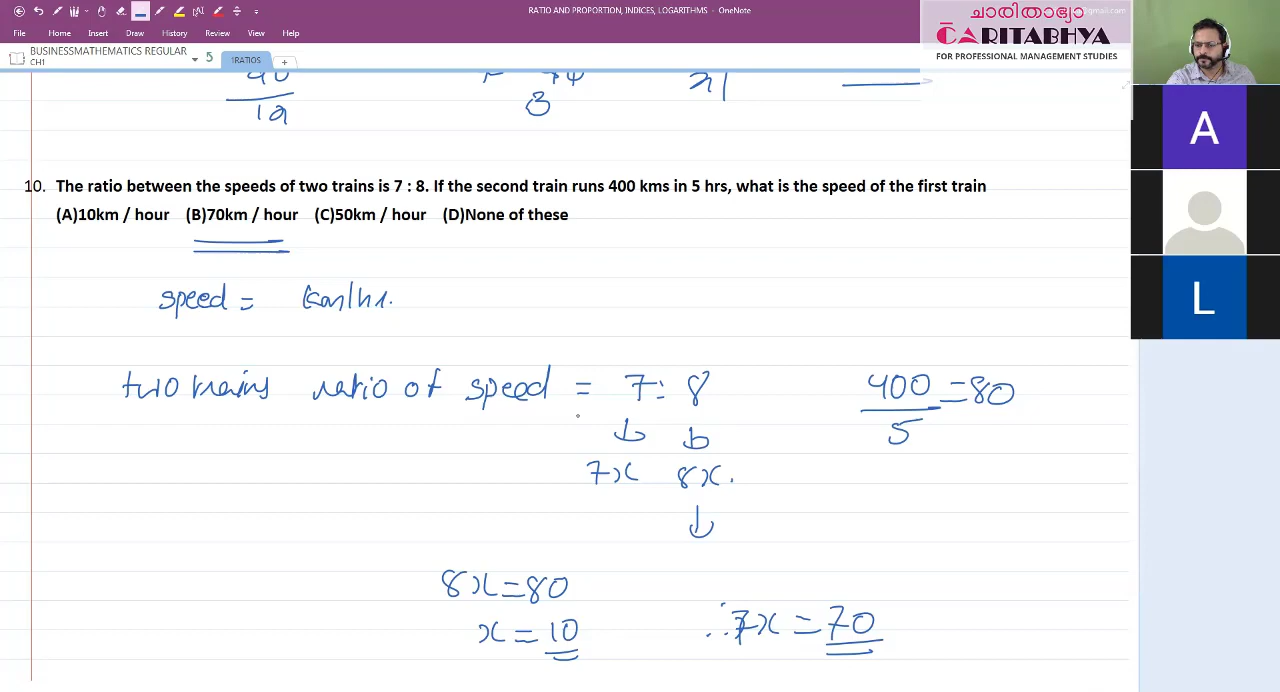 RATIO AND PROPORTION, INDICES, LOGARITHMS - OneNote
@gmail.com
File Home Insert Draw History Review View Help
BUSINESSMATHEMATICS REGULAR
CH1
1RATIOS
ചാരിതാഭ്യാ
CARITABHYA
FOR PROFESSIONAL MANAGEMENT STUDIES
12
3
10. The ratio between the speeds of two trains is 7 : 8. If the second train runs 400 kms in 5 hrs, what is the speed of the first train
(A)10km / hour (B)70km / hour (C)50km / hour (D)None of these
speed = km/hr.
two trains ratio of speed = 7 : 8
400/5 = 80
7x 8x.
8x = 80
x = 10
∴ 7x = 70
A
L